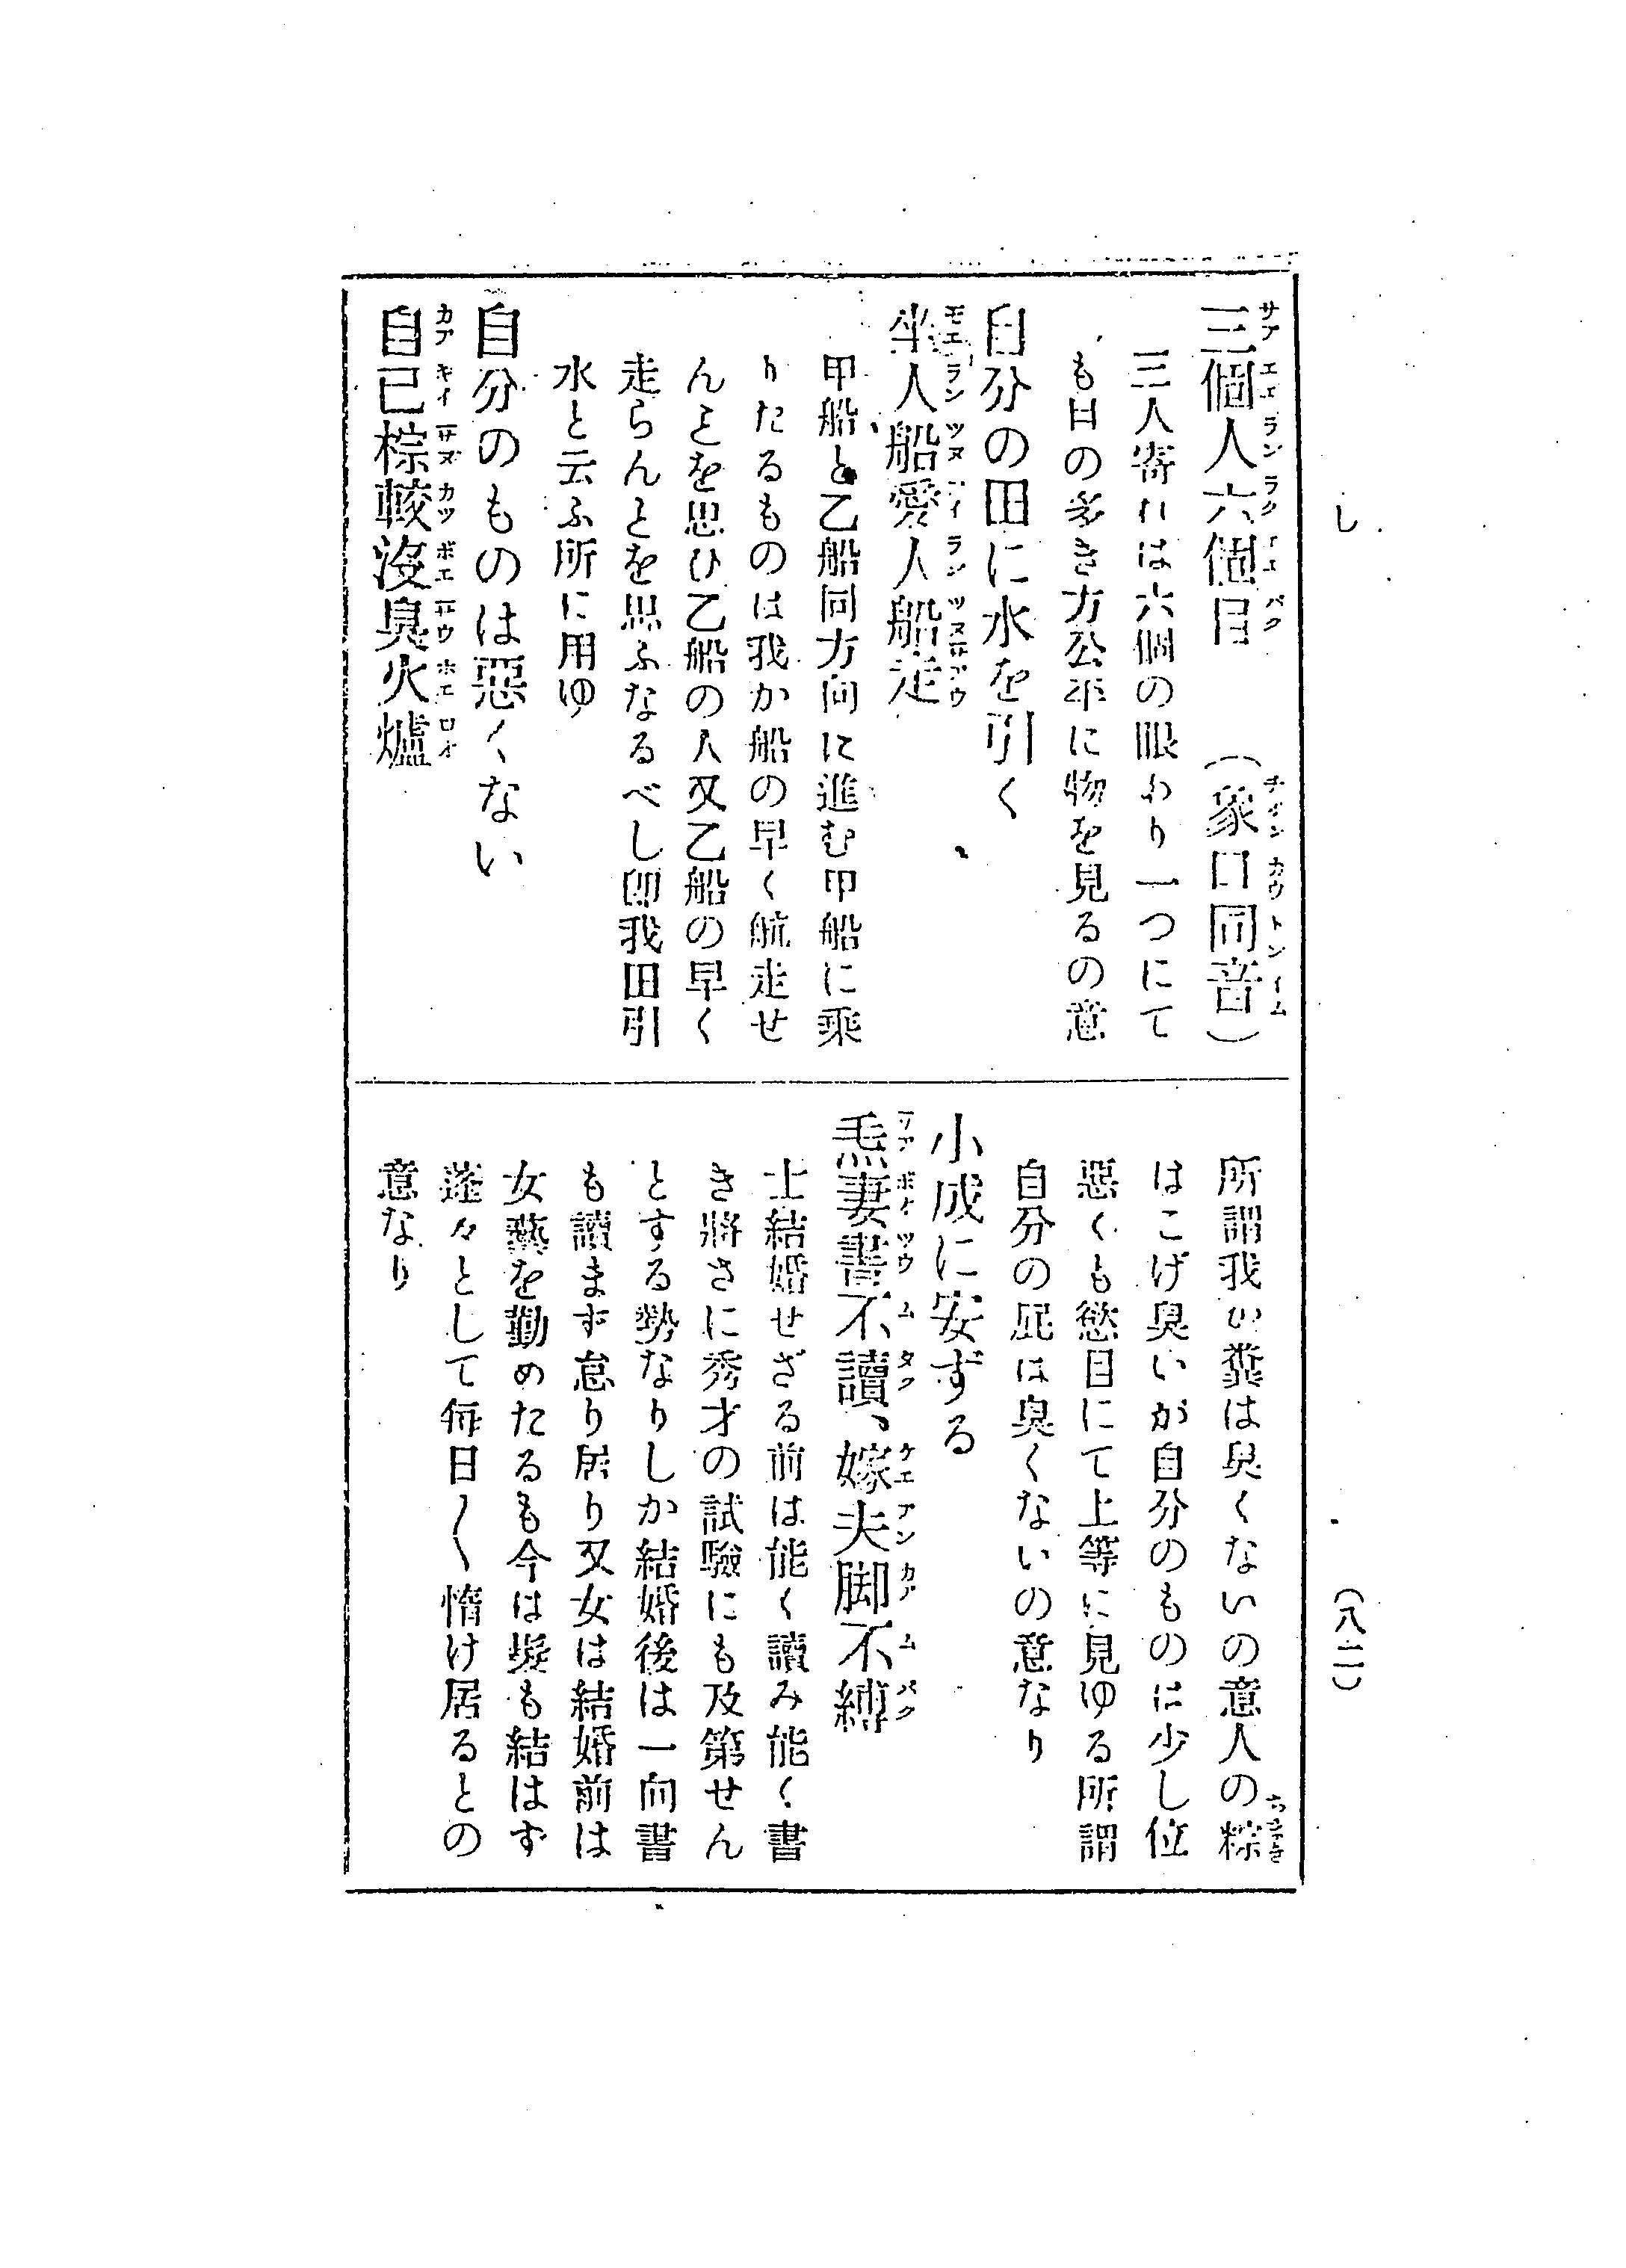 し
(八二)
三個人六個目 (衆口同音)
三人寄れは六個の眼わり一つにて
も目の多き方公平に物を見るの意
自分の田に水を引く
坐人船愛人船走
甲船と乙船同方向に進む甲船に乘
りたるものは我か船の早く航走せ
んとを思ひ乙船の人又乙船の早く
走らんとを思ふなるべし卽我田引
水と云ふ所に用ゆ
自分のものは惡くない
自已棕較沒臭火爐
所謂我が糞は臭くないの意人の粽
はこげ臭いが自分のものは少し位
惡くも慾目にて上等に見ゆる所謂
自分の屁は臭くないの意なり
小成に安ずる
焄妻書不讀、嫁夫脚不縛
士結婚せざる前は能く讀み能く書
き將さに秀才の試驗にも及第せん
とする勢なりしか結婚後は一向書
も讀まず怠り居り又女は結婚前は
女藝を勤めたるも今は髮も結はず
蓬々として每日〱惰け居るとの
意なり